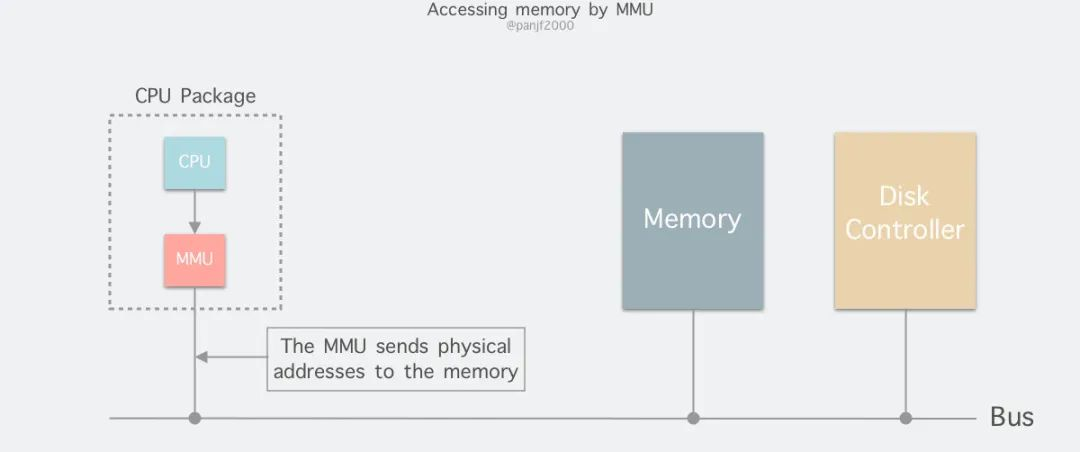 Accessing memory by MMU
@panjf2000
CPU Package
CPU
MMU
The MMU sends physical
addresses to the memory
Memory
Disk
Controller
Bus